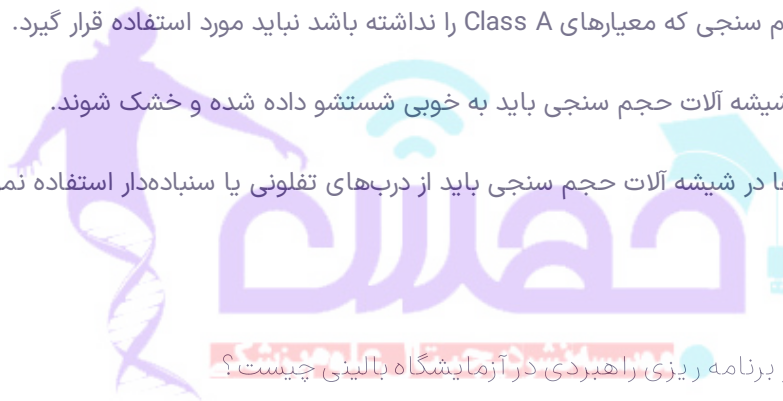 م سنجی که معیارهای Class A را نداشته باشد نباید مورد استفاده قرار گیرد.
شیشه آلات حجم سنجی باید به خوبی شستشو داده شده و خشک شوند.
ها در شیشه آلات حجم سنجی باید از درب‌های تفلونی یا سنباده‌دار استفاده نم
برنامه ریزی راهبردی در آزمایشگاه بالینی چیست؟